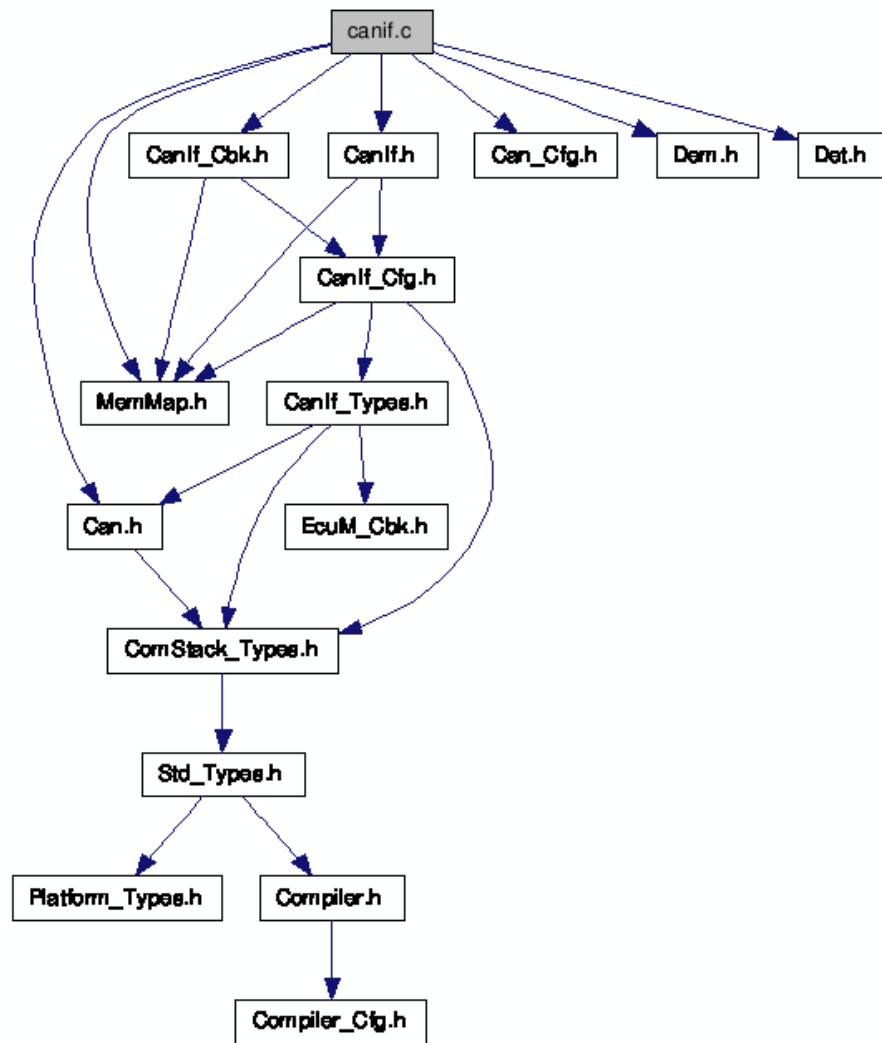 canif.c
CanIf_Cbk.h
CanIf.h
Can_Cfg.h
Dem.h
Det.h
CanIf_Cfg.h
MemMap.h
CanIf_Types.h
Can.h
EcuM_Cbk.h
ComStack_Types.h
Std_Types.h
Platform_Types.h
Compiler.h
Compiler_Cfg.h